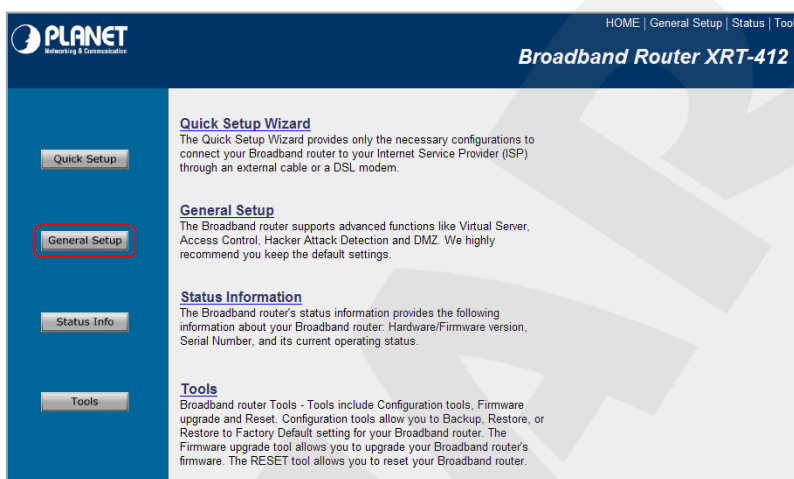 PLANET
Networking & Communication
HOME | General Setup | Status | Tool
Broadband Router XRT-412
Quick Setup
General Setup
Status Info
Tools
Quick Setup Wizard
The Quick Setup Wizard provides only the necessary configurations to
connect your Broadband router to your Internet Service Provider (ISP)
through an external cable or a DSL modem.
General Setup
The Broadband router supports advanced functions like Virtual Server,
Access Control, Hacker Attack Detection and DMZ. We highly
recommend you keep the default settings.
Status Information
The Broadband router's status information provides the following
information about your Broadband router: Hardware/Firmware version,
Serial Number, and its current operating status.
Tools
Broadband router Tools - Tools include Configuration tools, Firmware
upgrade and Reset. Configuration tools allow you to Backup, Restore, or
Restore to Factory Default setting for your Broadband router. The
Firmware upgrade tool allows you to upgrade your Broadband router's
firmware. The RESET tool allows you to reset your Broadband router.